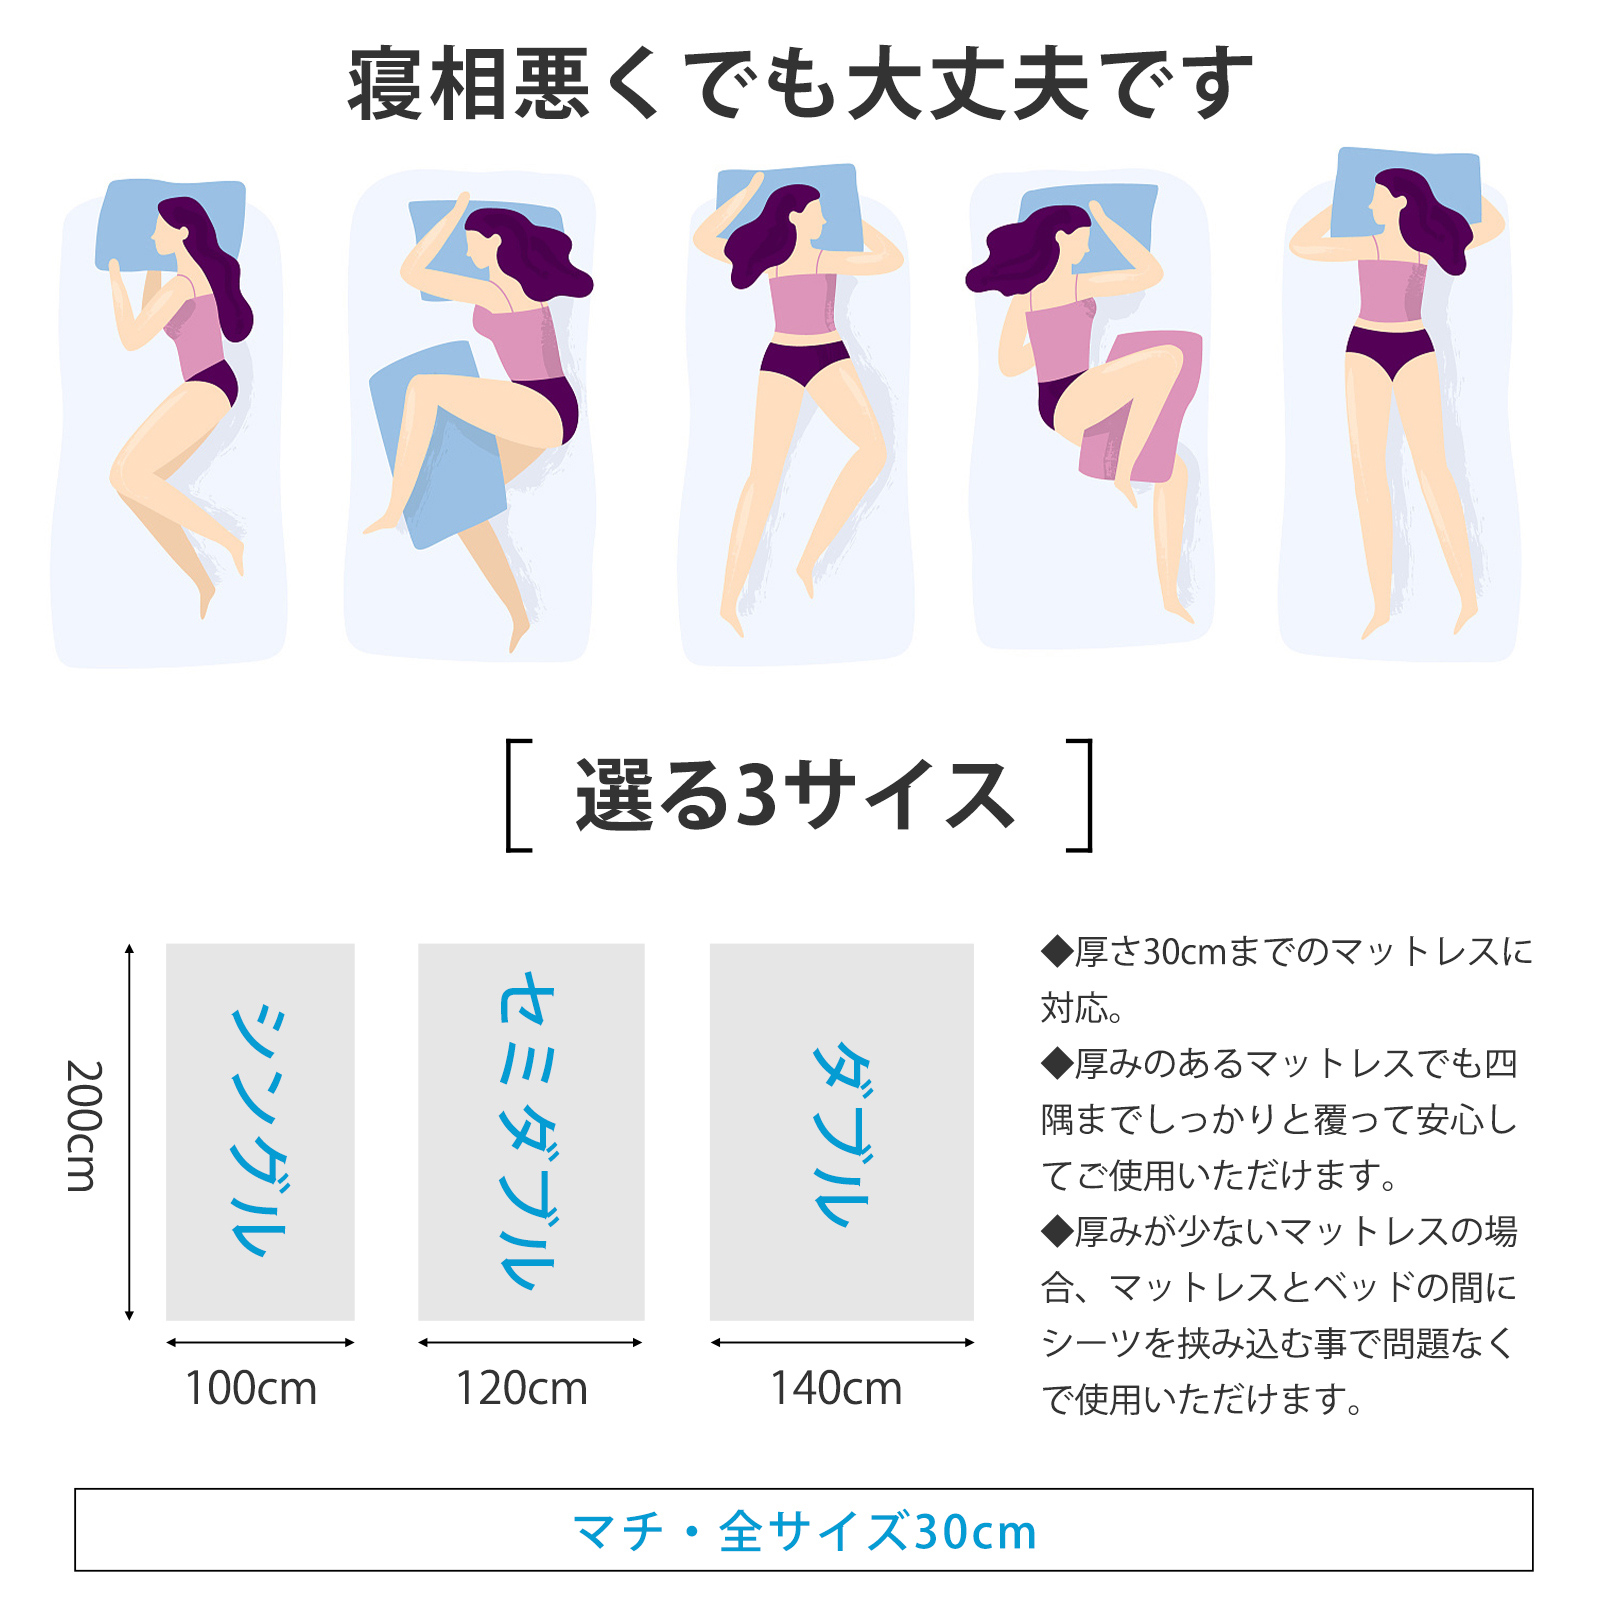 寝相悪くでも大丈夫です
選る3サイス
200cm
シングル
セミダブル
ダブル
100cm
120cm
140cm
◆厚さ30cmまでのマットレスに
対応。
◆厚みのあるマットレスでも四
隅までしっかりと覆って安心し
てご使用いただけます。
◆厚みが少ないマットレスの場
合、マットレスとベッドの間に
シーツを挟み込む事で問題なく
で使用いただけます。
マチ・全サイズ30cm